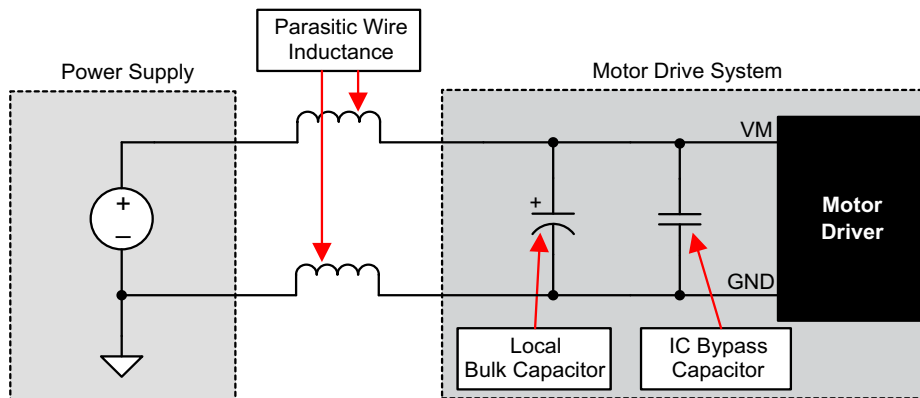 Parasitic Wire
Inductance
Power Supply
Motor Drive System
VM
+
–
+
Motor
Driver
GND
Local
Bulk Capacitor
IC Bypass
Capacitor